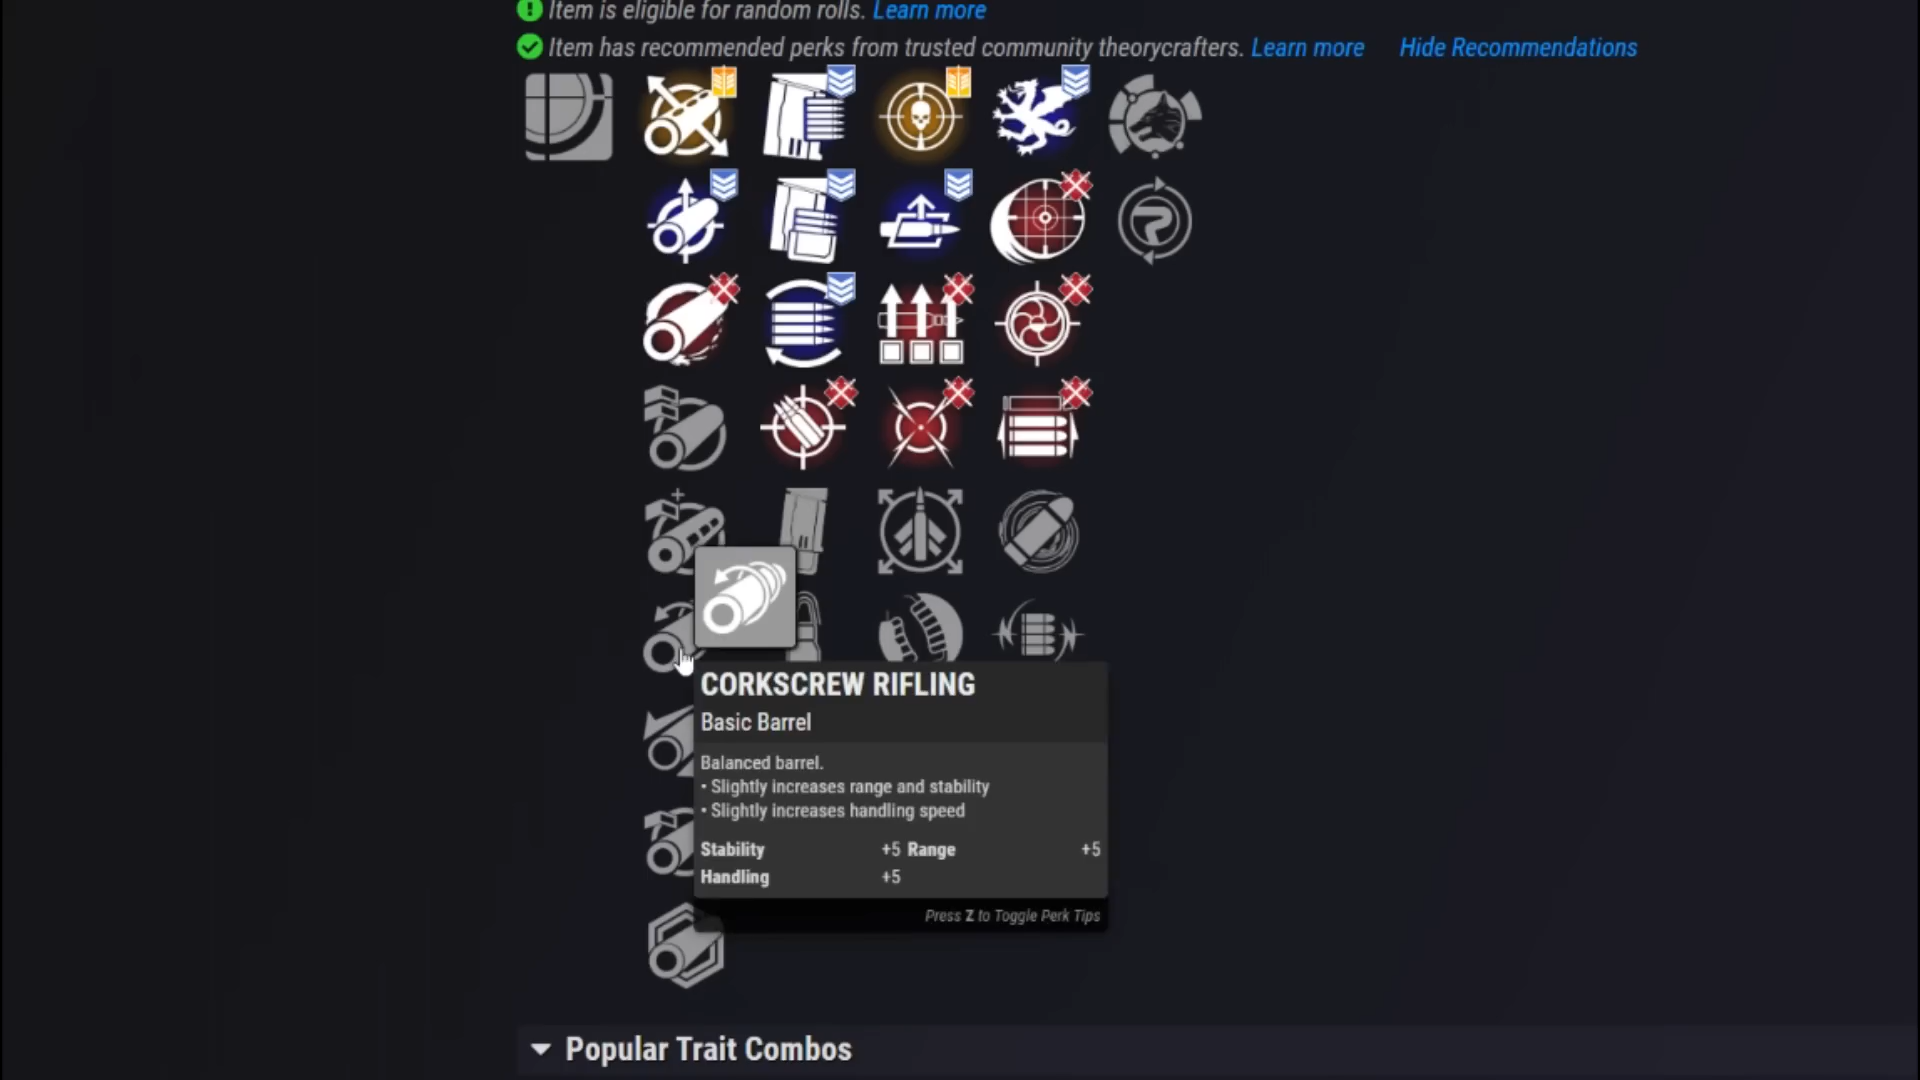 Item is eligible for random rolls. Learn more
Item has recommended perks from trusted community theorycrafters. Learn more Hide Recommendations
CORKSCREW RIFLING
Basic Barrel
Balanced barrel.
• Slightly increases range and stability
• Slightly increases handling speed
Stability +5 Range +5
Handling +5
Press Z to Toggle Perk Tips
Popular Trait Combos